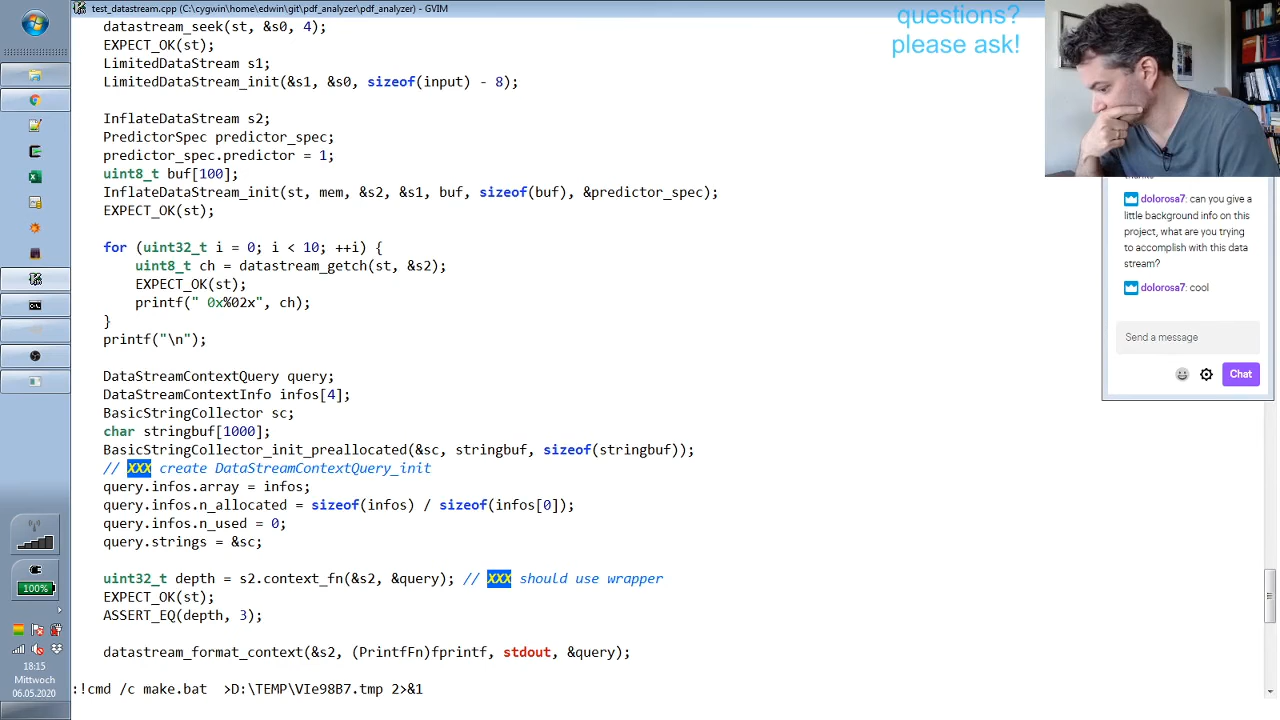 test_datastream.cpp (C:\cygwin\home\edwin\git\pdf_analyzer\pdf_analyzer) - GVIM
datastream_seek(st, &s0, 4);
EXPECT_OK(st);
LimitedDataStream s1;
LimitedDataStream_init(&s1, &s0, sizeof(input) - 8);
InflateDataStream s2;
PredictorSpec predictor_spec;
predictor_spec.predictor = 1;
uint8_t buf[100];
InflateDataStream_init(st, mem, &s2, &s1, buf, sizeof(buf), &predictor_spec);
EXPECT_OK(st);
for (uint32_t i = 0; i < 10; ++i) {
uint8_t ch = datastream_getch(st, &s2);
EXPECT_OK(st);
printf(" 0x%02x", ch);
}
printf("\n");
DataStreamContextQuery query;
DataStreamContextInfo infos[4];
BasicStringCollector sc;
char stringbuf[1000];
BasicStringCollector_init_preallocated(&sc, stringbuf, sizeof(stringbuf));
// XXX create DataStreamContextQuery_init
query.infos.array = infos;
query.infos.n_allocated = sizeof(infos) / sizeof(infos[0]);
query.infos.n_used = 0;
query.strings = &sc;
uint32_t depth = s2.context_fn(&s2, &query); // XXX should use wrapper
EXPECT_OK(st);
ASSERT_EQ(depth, 3);
datastream_format_context(&s2, (PrintfFn)fprintf, stdout, &query);
:!cmd /c make.bat  >D:\TEMP\VIe98B7.tmp 2>&1
questions?
please ask!
dolorosa7: can you give
a little background info on this
project, what are you trying
to accomplish with this data
stream?
dolorosa7: cool
Send a message
Chat
100%
18:15
Mittwoch
06.05.2020